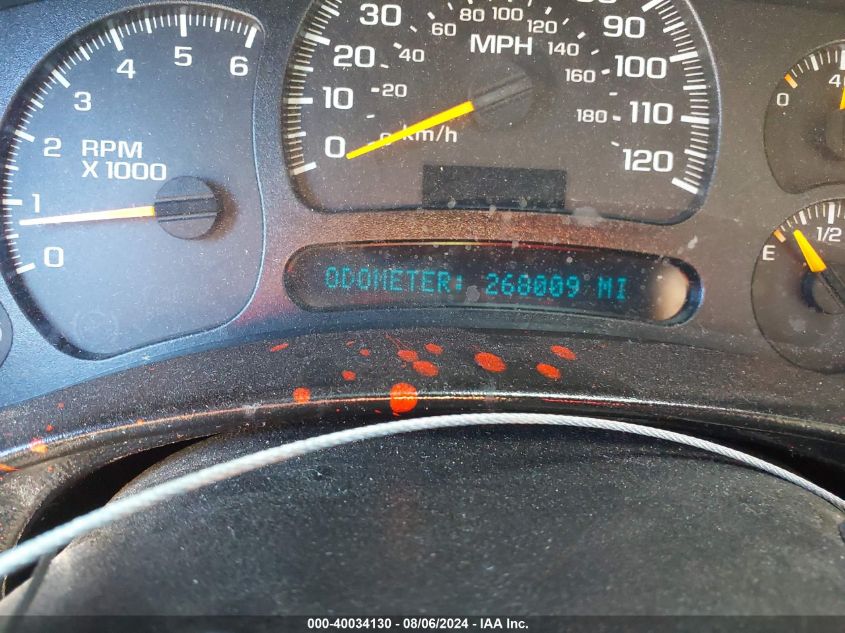 1 2 3 4 5 6
RPM
X 1000
0
0 10 20 30 90 100 110 120
MPH
20 40 60 80 100 120 140 160 180
km/h
0 4
E 1/2
ODOMETER: 268009 MI
000-40034130 - 08/06/2024 - IAA Inc.